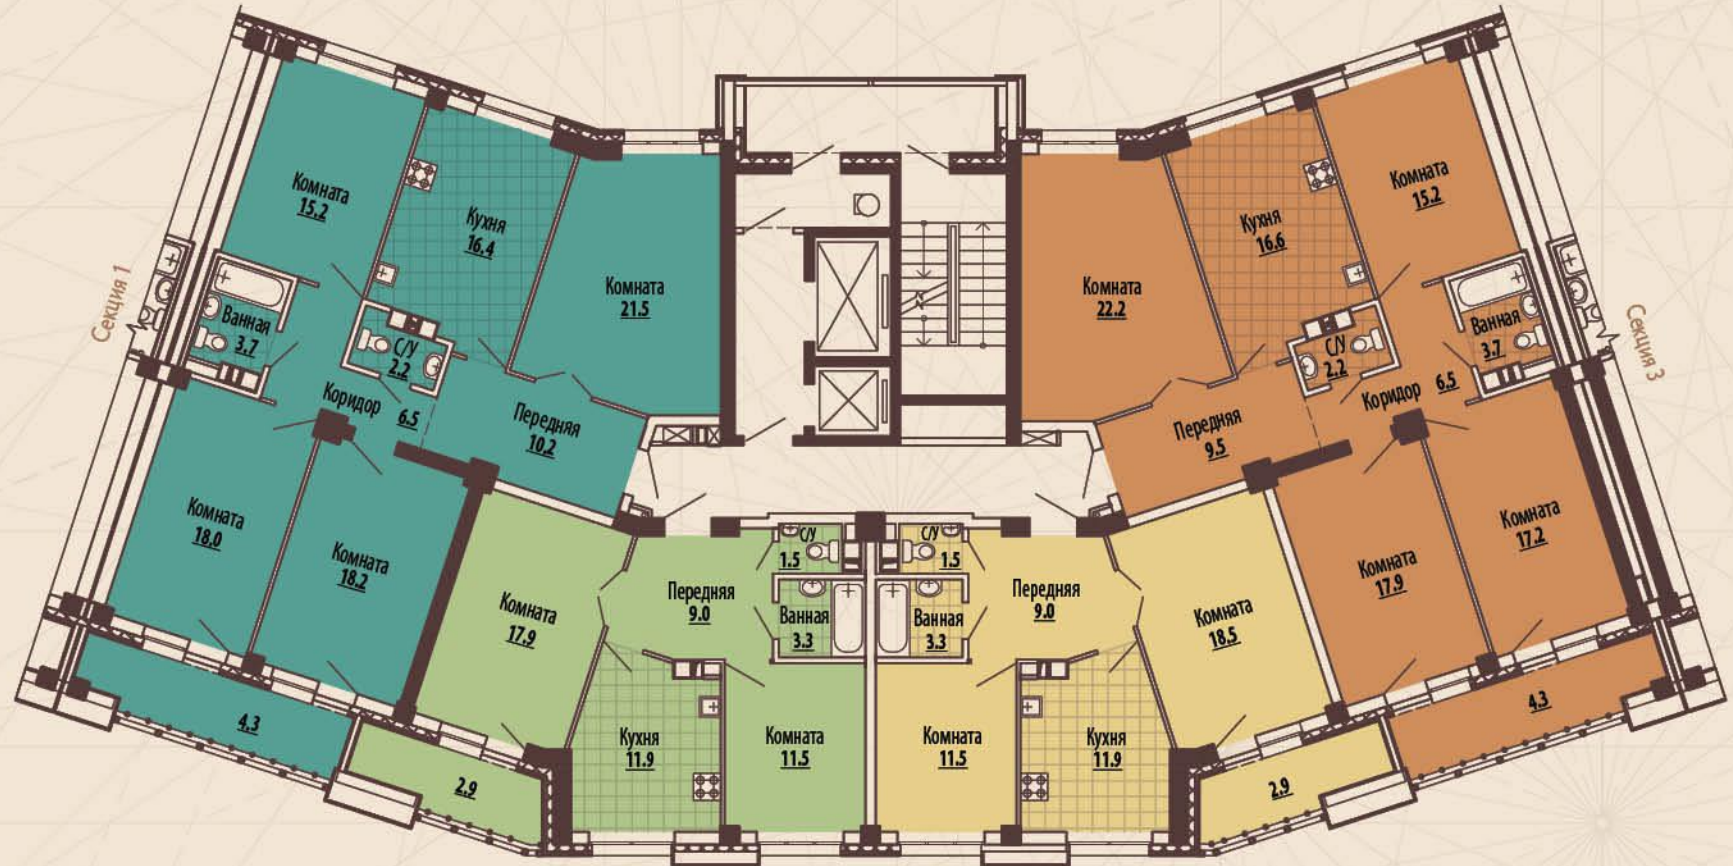 Секция 1
Комната
15.2
Кухня
16.4
Комната
21.5
Ванная
3.7
С/У
2.2
Коридор
6.5
Передняя
10.2
Комната
18.0
Комната
18.2
4.3
Комната
17.9
Передняя
9.0
С/У
1.5
Ванная
3.3
Кухня
11.9
Комната
11.5
2.9
С/У
1.5
Ванная
3.3
Передняя
9.0
Комната
18.5
Комната
11.5
Кухня
11.9
2.9
Комната
22.2
Кухня
16.6
Комната
15.2
Ванная
3.7
С/У
2.2
Коридор
6.5
Передняя
9.5
Комната
17.9
Комната
17.2
4.3
Секция 3